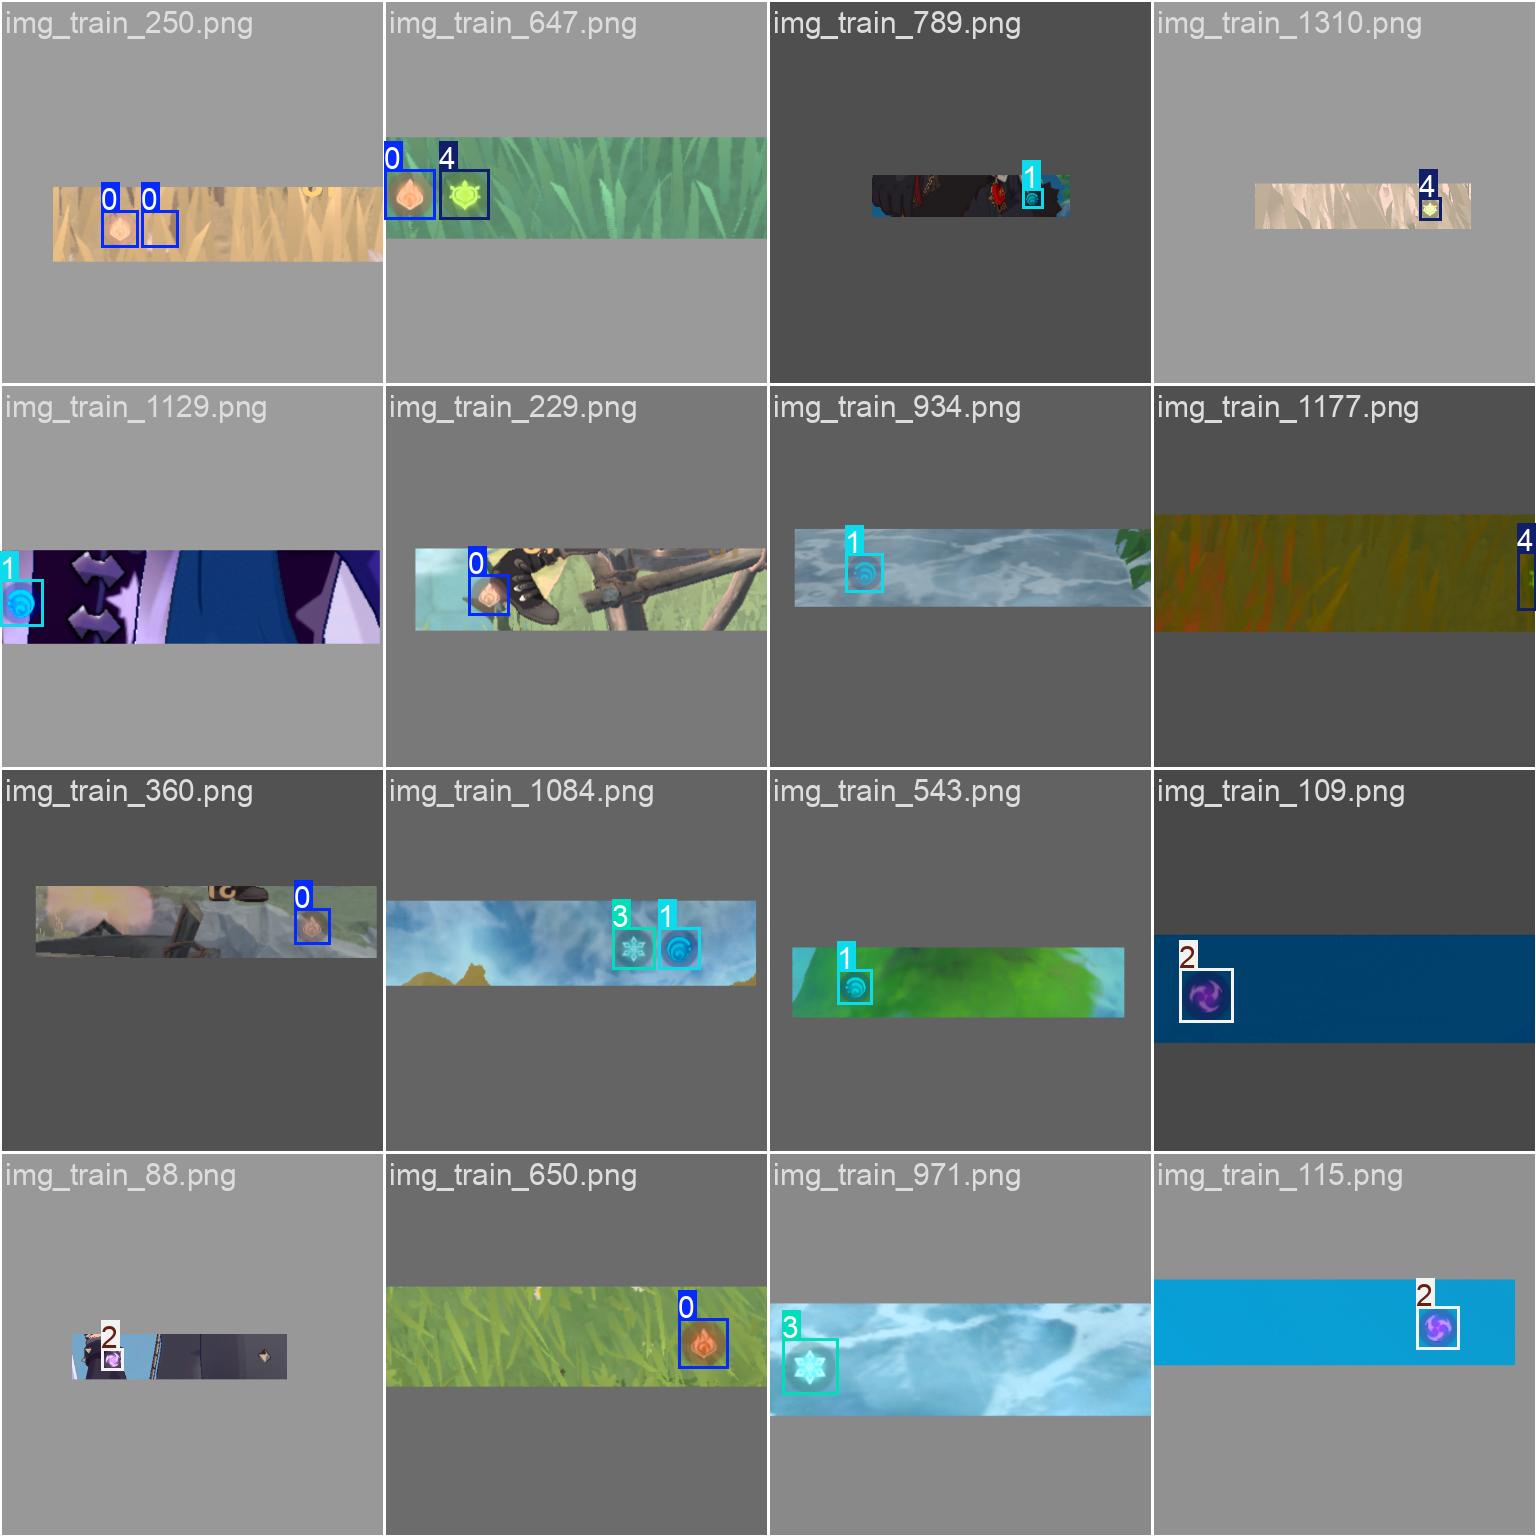 img_train_250.png
img_train_647.png
img_train_789.png
img_train_1310.png
0 0
0 4
1
4
img_train_1129.png
img_train_229.png
img_train_934.png
img_train_1177.png
1
0
1
4
img_train_360.png
img_train_1084.png
img_train_543.png
img_train_109.png
0
3 1
1
2
img_train_88.png
img_train_650.png
img_train_971.png
img_train_115.png
2
0
3
2